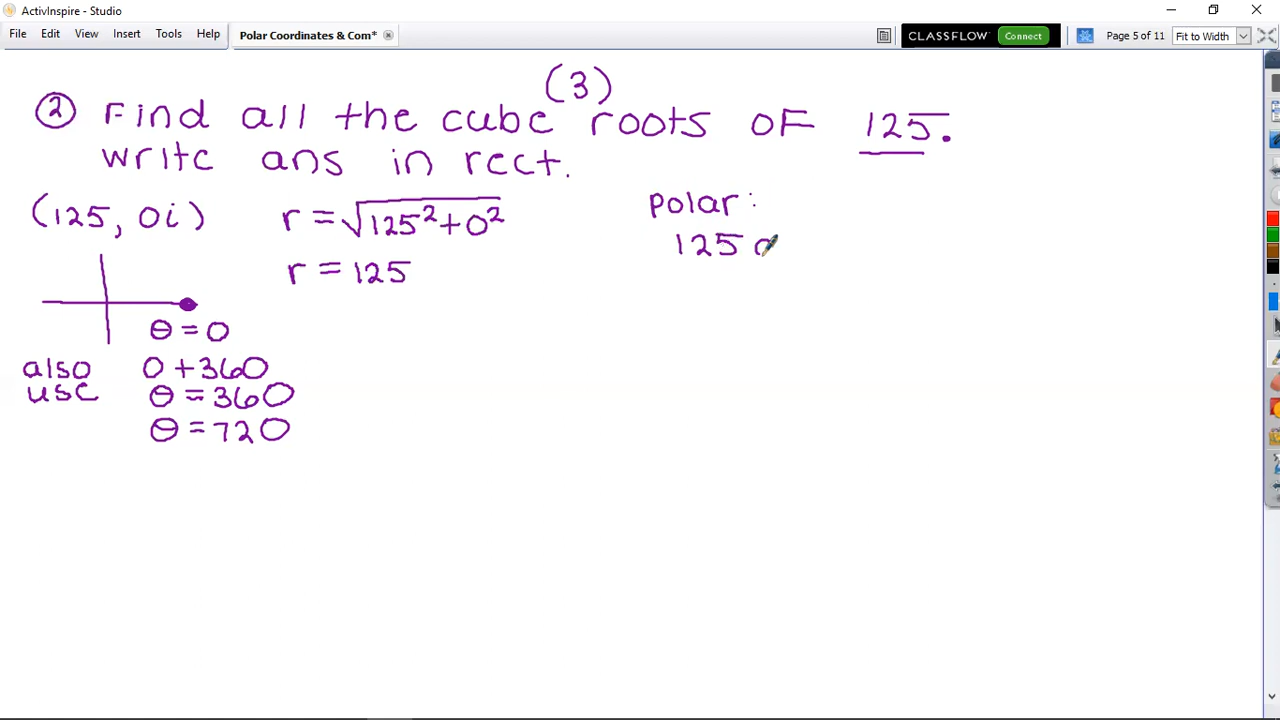 ActivInspire - Studio
File Edit View Insert Tools Help Polar Coordinates & Com* CLASSFLOW Connect Page 5 of 11 Fit to Width
(3)
② Find all the cube roots of 125.
write ans in rect.
(125, 0i)
r = √125² + 0²
r = 125
θ = 0
also use
0 + 360
θ = 360
θ = 720
polar:
125